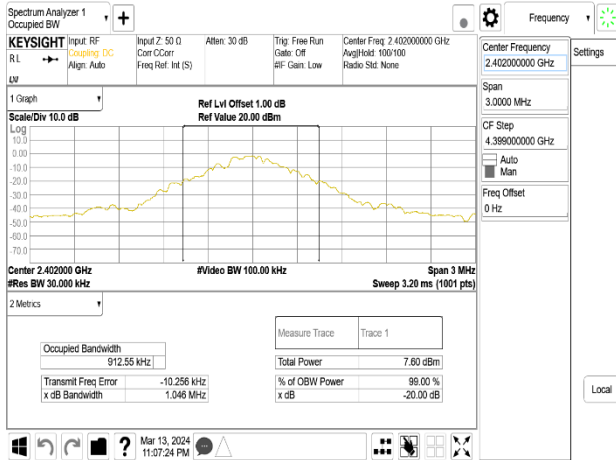 Spectrum Analyzer 1
Occupied BW
+
Frequency
KEYSIGHT
RL
Input: RF
Coupling: DC
Align: Auto
Input Z: 50 Ω
Corr CCorr
Freq Ref: Int (S)
Atten: 30 dB
Trig: Free Run
Gate: Off
#IF Gain: Low
Center Freq: 2.402000000 GHz
Avg|Hold: 100/100
Radio Std: None
Center Frequency
2.402000000 GHz
Settings
Span
3.0000 MHz
CF Step
4.399000000 GHz
Auto
Man
Freq Offset
0 Hz
Local
1 Graph
Scale/Div 10.0 dB
Ref Lvl Offset 1.00 dB
Ref Value 20.00 dBm
Log
10.0
0.00
-10.0
-20.0
-30.0
-40.0
-50.0
-60.0
-70.0
Center 2.402000 GHz
#Res BW 30.000 kHz
#Video BW 100.00 kHz
Span 3 MHz
Sweep 3.20 ms (1001 pts)
2 Metrics
Measure Trace
Trace 1
Occupied Bandwidth
912.55 kHz
Total Power
7.60 dBm
Transmit Freq Error
-10.256 kHz
% of OBW Power
99.00 %
x dB Bandwidth
1.046 MHz
x dB
-20.00 dB
?
Mar 13, 2024
11:07:24 PM